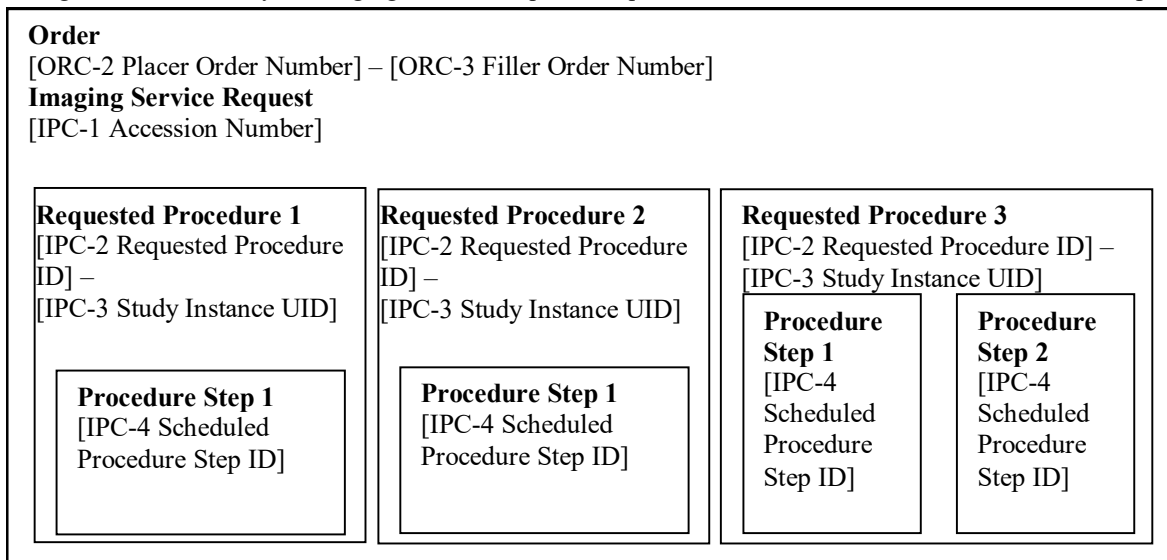 Order
[ORC-2 Placer Order Number] – [ORC-3 Filler Order Number]
Imaging Service Request
[IPC-1 Accession Number]
Requested Procedure 1
[IPC-2 Requested Procedure
ID] –
[IPC-3 Study Instance UID]
Procedure Step 1
[IPC-4 Scheduled
Procedure Step ID]
Requested Procedure 2
[IPC-2 Requested Procedure
ID] –
[IPC-3 Study Instance UID]
Procedure Step 1
[IPC-4 Scheduled
Procedure Step ID]
Requested Procedure 3
[IPC-2 Requested Procedure ID] –
[IPC-3 Study Instance UID]
Procedure
Step 1
[IPC-4
Scheduled
Procedure
Step ID]
Procedure
Step 2
[IPC-4
Scheduled
Procedure
Step ID]